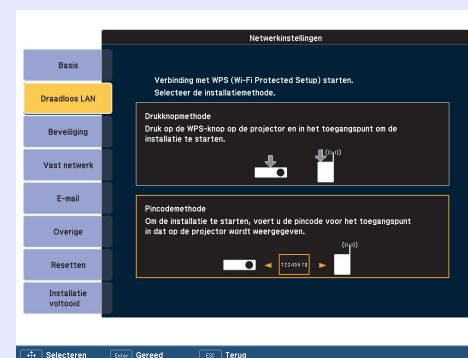 Netwerkinstellingen
Basis
Draadloos LAN
Beveiliging
Vast netwerk
E-mail
Overige
Resetten
Installatie
voltooid
Verbinding met WPS (Wi-Fi Protected Setup) starten.
Selecteer de installatiemethode.
Drukknopmethode
Druk op de WPS-knop op de projector en in het toegangspunt om de
installatie te starten.
Pincodemethode
Om de installatie te starten, voert u de pincode voor het toegangspunt
in dat op de projector wordt weergegeven.
12345670
Selecteren Enter Gereed ESC Terug